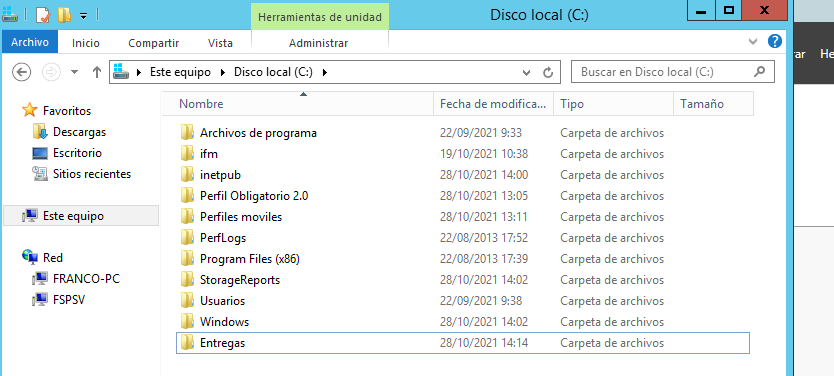 Herramientas de unidad
Disco local (C:)
Archivo Inicio Compartir Vista Administrar
rar He
Este equipo Disco local (C:)
Buscar en Disco local (C:)
Nombre Fecha de modifica... Tipo Tamaño
Favoritos
Descargas
Escritorio
Sitios recientes
Este equipo
Red
FRANCO-PC
FSPSV
Archivos de programa 22/09/2021 9:33 Carpeta de archivos
ifm 19/10/2021 10:38 Carpeta de archivos
inetpub 28/10/2021 14:00 Carpeta de archivos
Perfil Obligatorio 2.0 28/10/2021 13:05 Carpeta de archivos
Perfiles moviles 28/10/2021 13:11 Carpeta de archivos
PerfLogs 22/08/2013 17:52 Carpeta de archivos
Program Files (x86) 22/08/2013 17:39 Carpeta de archivos
StorageReports 28/10/2021 14:02 Carpeta de archivos
Usuarios 22/09/2021 9:38 Carpeta de archivos
Windows 28/10/2021 14:02 Carpeta de archivos
Entregas 28/10/2021 14:14 Carpeta de archivos